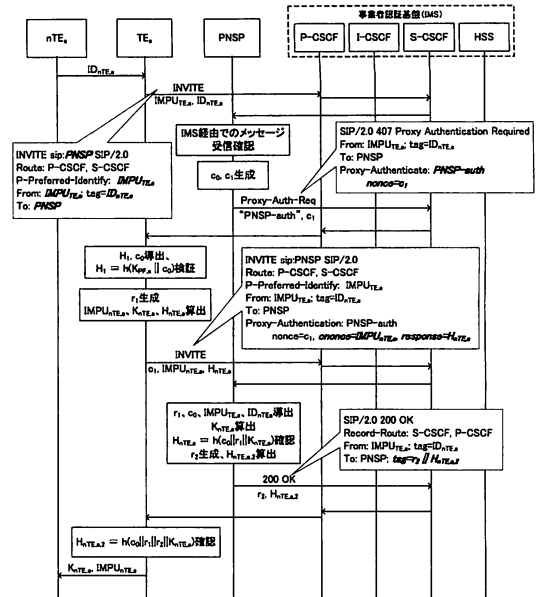 事業者認証基盤(IMS)
nTEa
TEa
PNSP
P-CSCF
I-CSCF
S-CSCF
HSS
IDnTE,a
INVITE
IMPUTE,a, IDnTE,a
INVITE sip:PNSP SIP/2.0
Route: P-CSCF, S-CSCF
P-Preferred-Identify: IMPUTE,a
From: IMPUTE,a; tag=IDnTE,a
To: PNSP
IMS経由でのメッセージ
受信確認
c0, c1生成
SIP/2.0 407 Proxy Authentication Required
From: IMPUTE,a; tag=IDnTE,a
To: PNSP
Proxy-Authenticate: PNSP-auth
nonce=c1
Proxy-Auth-Req
"PNSP-auth", c1
H1, c0導出、
H1 = h(KPF,a || c0)検証
r1生成
IMPUnTE,a、KnTE,a、HnTE,a算出
INVITE sip:PNSP SIP/2.0
Route: P-CSCF, S-CSCF
P-Preferred-Identify: IMPUTE,a
From: IMPUTE,a; tag=IDnTE,a
To: PNSP
Proxy-Authentication: PNSP-auth
nonce=c1, cnonce=IMPUnTE,a, response=HnTE,a
INVITE
c1, IMPUnTE,a, HnTE,a
r1、c0、IMPUTE,a、IDnTE,a導出
KnTE,a算出
HnTE,a = h(c0||r1||KnTE,a)確認
r2生成、HnTE,a,2算出
SIP/2.0 200 OK
Record-Route: S-CSCF, P-CSCF
From: IMPUTE,a; tag=IDnTE,a
To: PNSP; tag=r2 || HnTE,a,2
200 OK
r2, HnTE,a,2
HnTE,a,2 = h(c0||r1||r2||KnTE,a)確認
KnTE,a, IMPUnTE,a